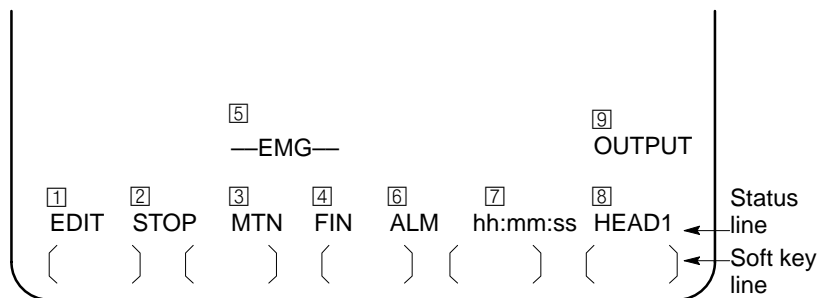 5 9
—EMG— OUTPUT
1 2 3 4 6 7 8
EDIT STOP MTN FIN ALM hh:mm:ss HEAD1
Status line
Soft key line